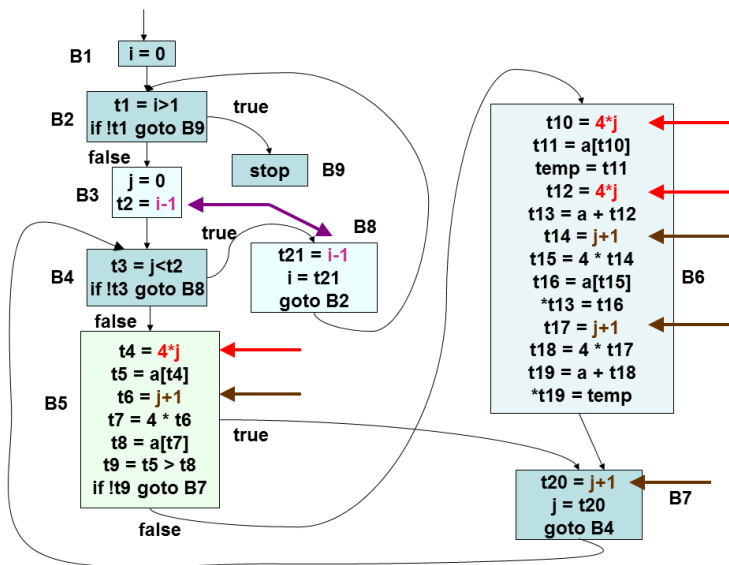 B1
i = 0
B2
t1 = i>1
if !t1 goto B9
true
false
stop
B9
B3
j = 0
t2 = i-1
true
B8
t21 = i-1
i = t21
goto B2
B4
t3 = j<t2
if !t3 goto B8
false
B5
t4 = 4*j
t5 = a[t4]
t6 = j+1
t7 = 4 * t6
t8 = a[t7]
t9 = t5 > t8
if !t9 goto B7
true
false
t10 = 4*j
t11 = a[t10]
temp = t11
t12 = 4*j
t13 = a + t12
t14 = j+1
t15 = 4 * t14
t16 = a[t15]
*t13 = t16
t17 = j+1
t18 = 4 * t17
t19 = a + t18
*t19 = temp
B6
t20 = j+1
j = t20
goto B4
B7